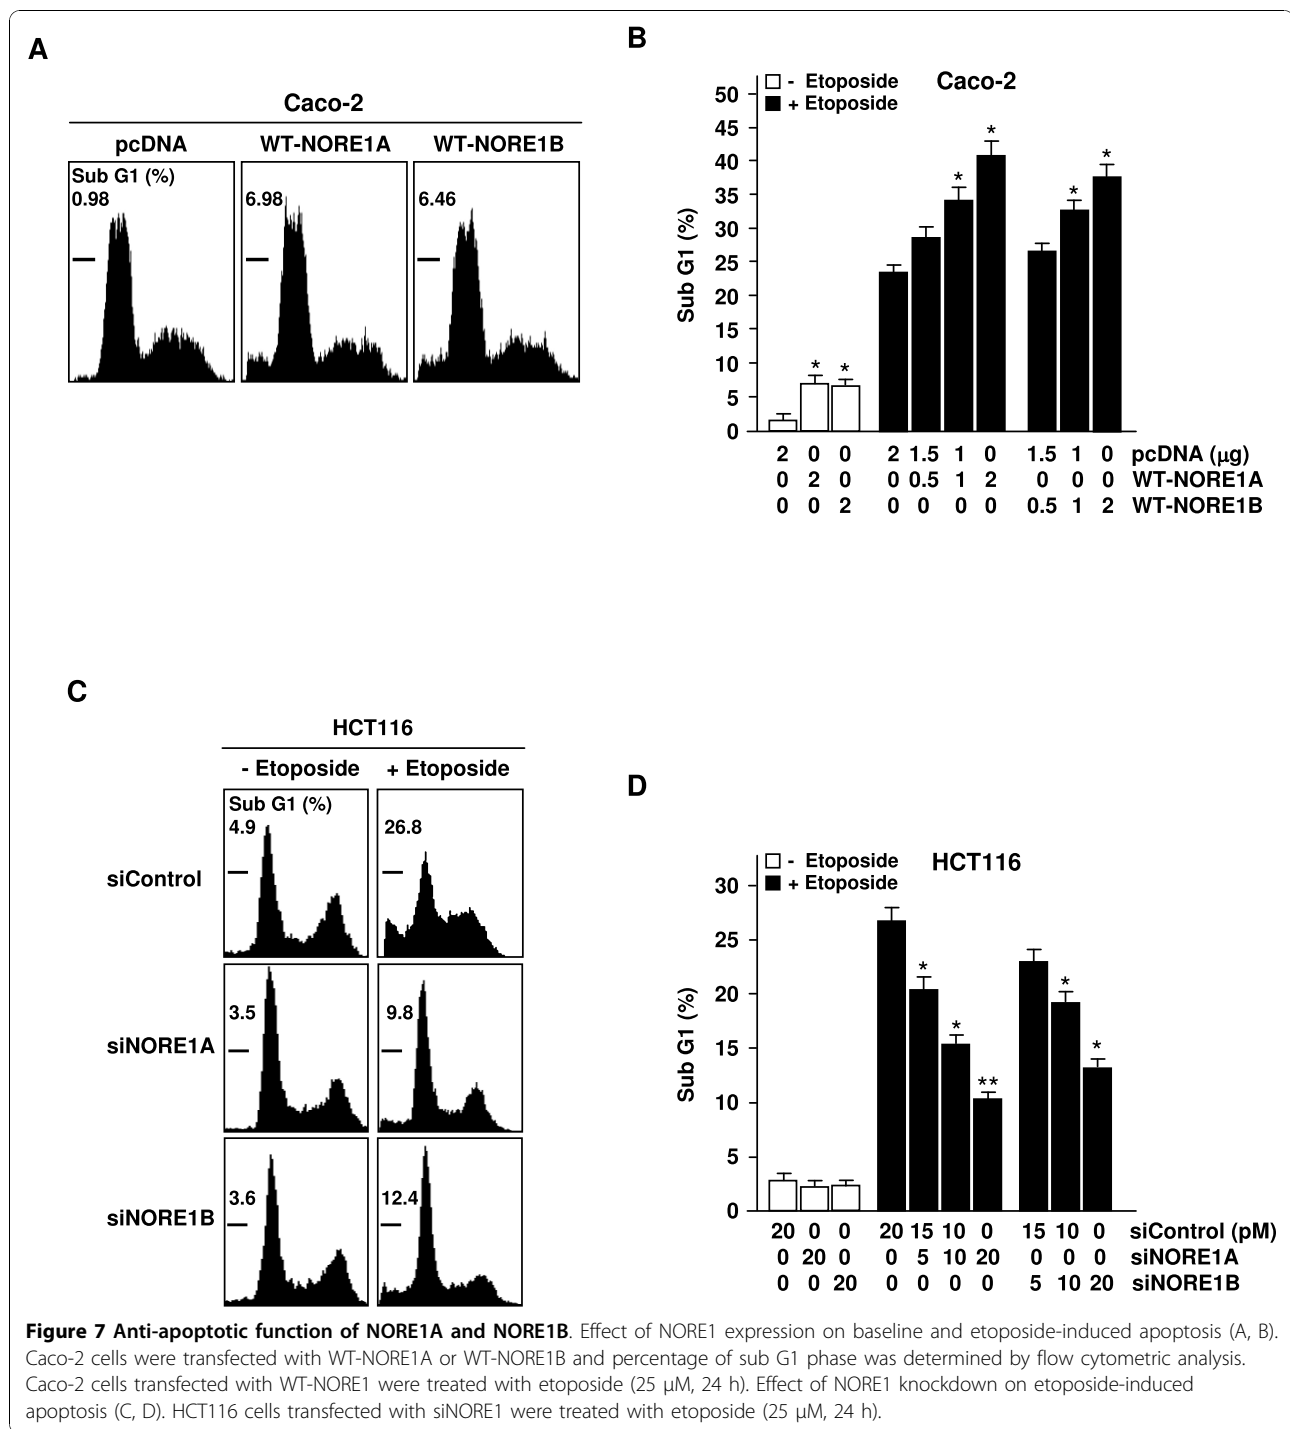 A
Caco-2
pcDNA WT-NORE1A WT-NORE1B
Sub G1 (%)
0.98 6.98 6.46
B
- Etoposide
+ Etoposide
Caco-2
Sub G1 (%)
50
45
40
35
30
25
20
15
10
5
0
* * * * * *
2 0 0 2 1.5 1 0 1.5 1 0 pcDNA (µg)
0 2 0 0 0.5 1 2 0 0 0 WT-NORE1A
0 0 2 0 0 0 0 0.5 1 2 WT-NORE1B
C
HCT116
- Etoposide + Etoposide
Sub G1 (%)
siControl 4.9 26.8
siNORE1A 3.5 9.8
siNORE1B 3.6 12.4
D
- Etoposide
+ Etoposide
HCT116
Sub G1 (%)
30
25
20
15
10
5
0
* * ** * *
20 0 0 20 15 10 0 15 10 0 siControl (pM)
0 20 0 0 5 10 20 0 0 0 siNORE1A
0 0 20 0 0 0 0 5 10 20 siNORE1B
Figure 7 Anti-apoptotic function of NORE1A and NORE1B. Effect of NORE1 expression on baseline and etoposide-induced apoptosis (A, B).
Caco-2 cells were transfected with WT-NORE1A or WT-NORE1B and percentage of sub G1 phase was determined by flow cytometric analysis.
Caco-2 cells transfected with WT-NORE1 were treated with etoposide (25 µM, 24 h). Effect of NORE1 knockdown on etoposide-induced
apoptosis (C, D). HCT116 cells transfected with siNORE1 were treated with etoposide (25 µM, 24 h).